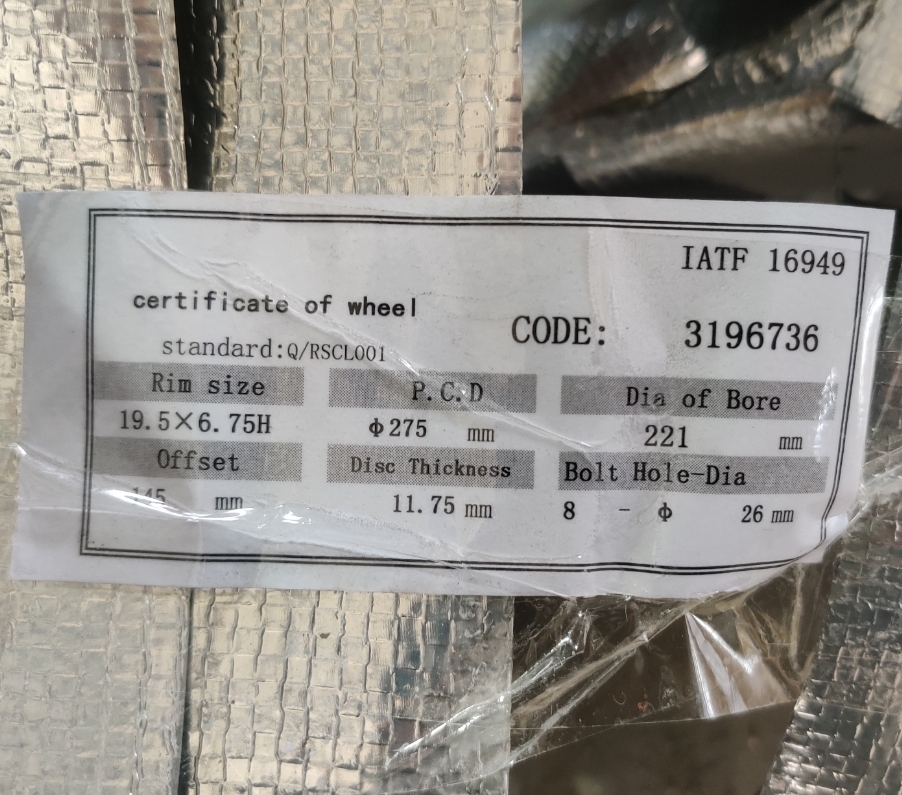 IATF 16949
certificate of wheel
CODE: 3196736
standard:Q/RSCL001
Rim size P.C.D Dia of Bore
19.5×6.75H Φ275 mm 221 mm
Offset Disc Thickness Bolt Hole-Dia
145 mm 11.75 mm 8 - Φ 26 mm